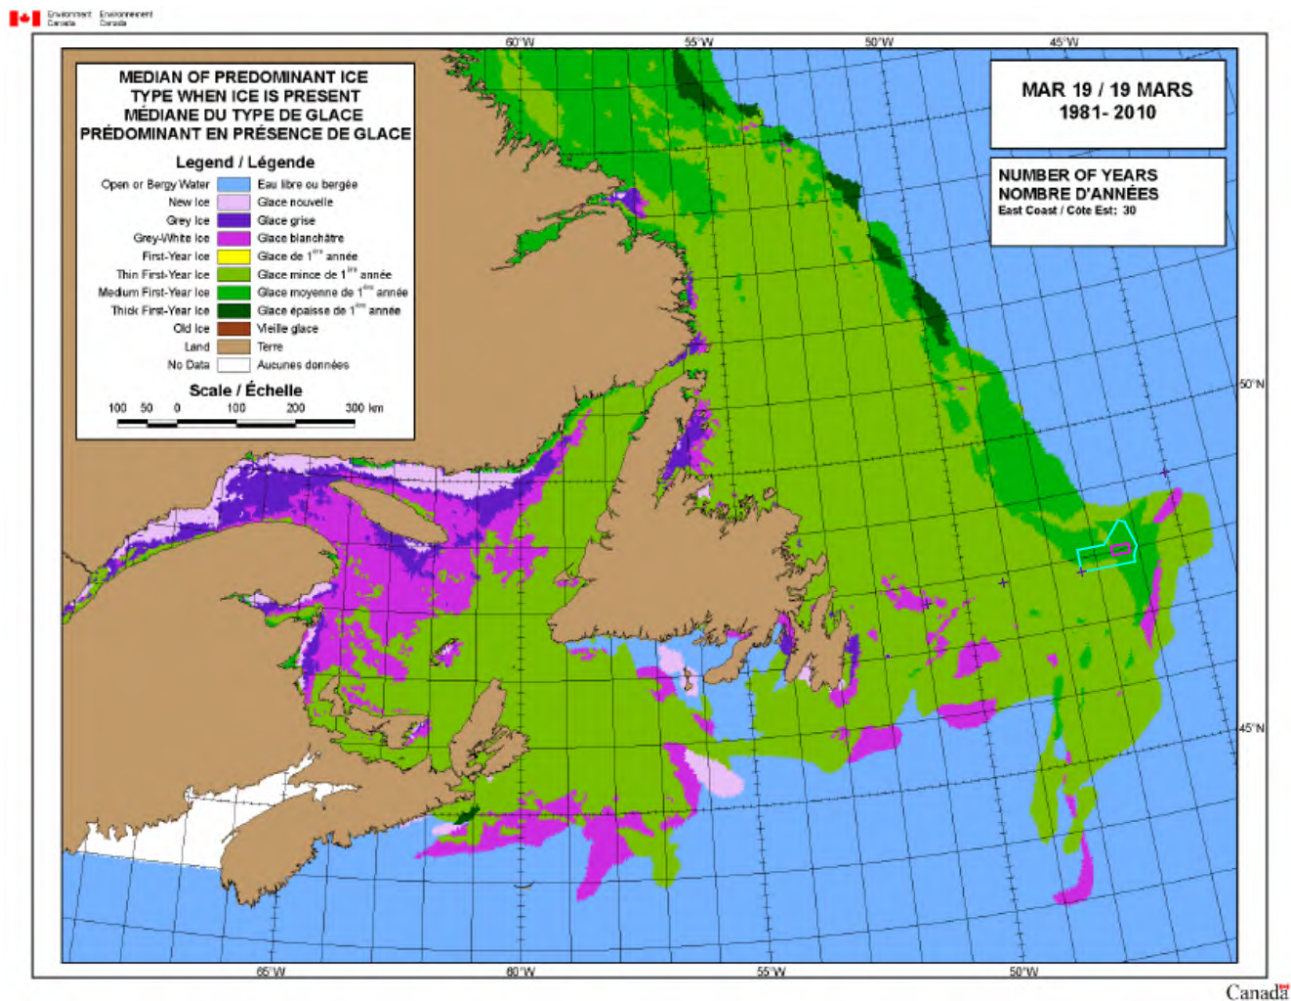 Environment Environnement
Canada Canada
60°W 55°W 50°W 45°W
MEDIAN OF PREDOMINANT ICE
TYPE WHEN ICE IS PRESENT
MÉDIANE DU TYPE DE GLACE
PRÉDOMINANT EN PRÉSENCE DE GLACE
Legend / Légende
Open or Bergy Water Eau libre ou bergée
New Ice Glace nouvelle
Grey Ice Glace grise
Grey-White Ice Glace blanchâtre
First-Year Ice Glace de 1ère année
Thin First-Year Ice Glace mince de 1ère année
Medium First-Year Ice Glace moyenne de 1ère année
Thick First-Year Ice Glace épaisse de 1ère année
Old Ice Vieille glace
Land Terre
No Data Aucunes données
Scale / Échelle
100 50 0 100 200 300 km
MAR 19 / 19 MARS
1981- 2010
NUMBER OF YEARS
NOMBRE D'ANNÉES
East Coast / Côte Est: 30
50°N
45°N
65°W 60°W 55°W 50°W
Canada